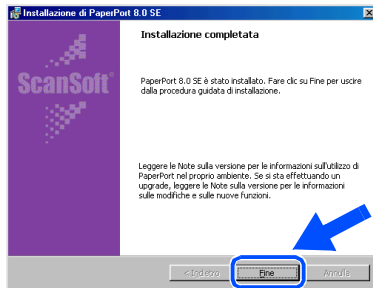 Installazione di PaperPort 8.0 SE
Installazione completata
ScanSoft®
PaperPort 8.0 SE è stato installato. Fare clic su Fine per uscire
dalla procedura guidata di installazione.
Leggere le Note sulla versione per le informazioni sull'utilizzo di
PaperPort nel proprio ambiente. Se si sta effettuando un
upgrade, leggere le Note sulla versione per le informazioni
sulle modifiche e sulle nuove funzioni.
< Indietro Fine Annulla